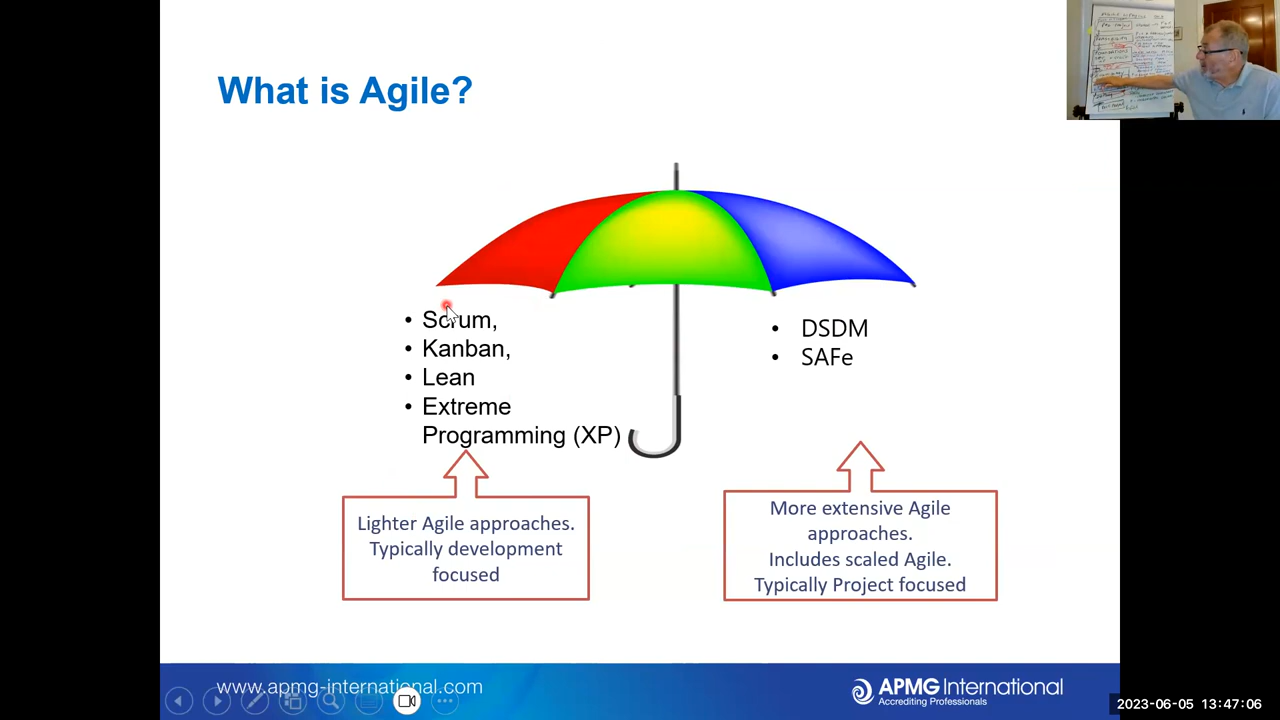 What is Agile?
• Scrum,
• Kanban,
• Lean
• Extreme
Programming (XP)
• DSDM
• SAFe
Lighter Agile approaches.
Typically development
focused
More extensive Agile
approaches.
Includes scaled Agile.
Typically Project focused
www.apmg-international.com
APMG International
Accrediting Professionals
2023-06-05 13:47:06